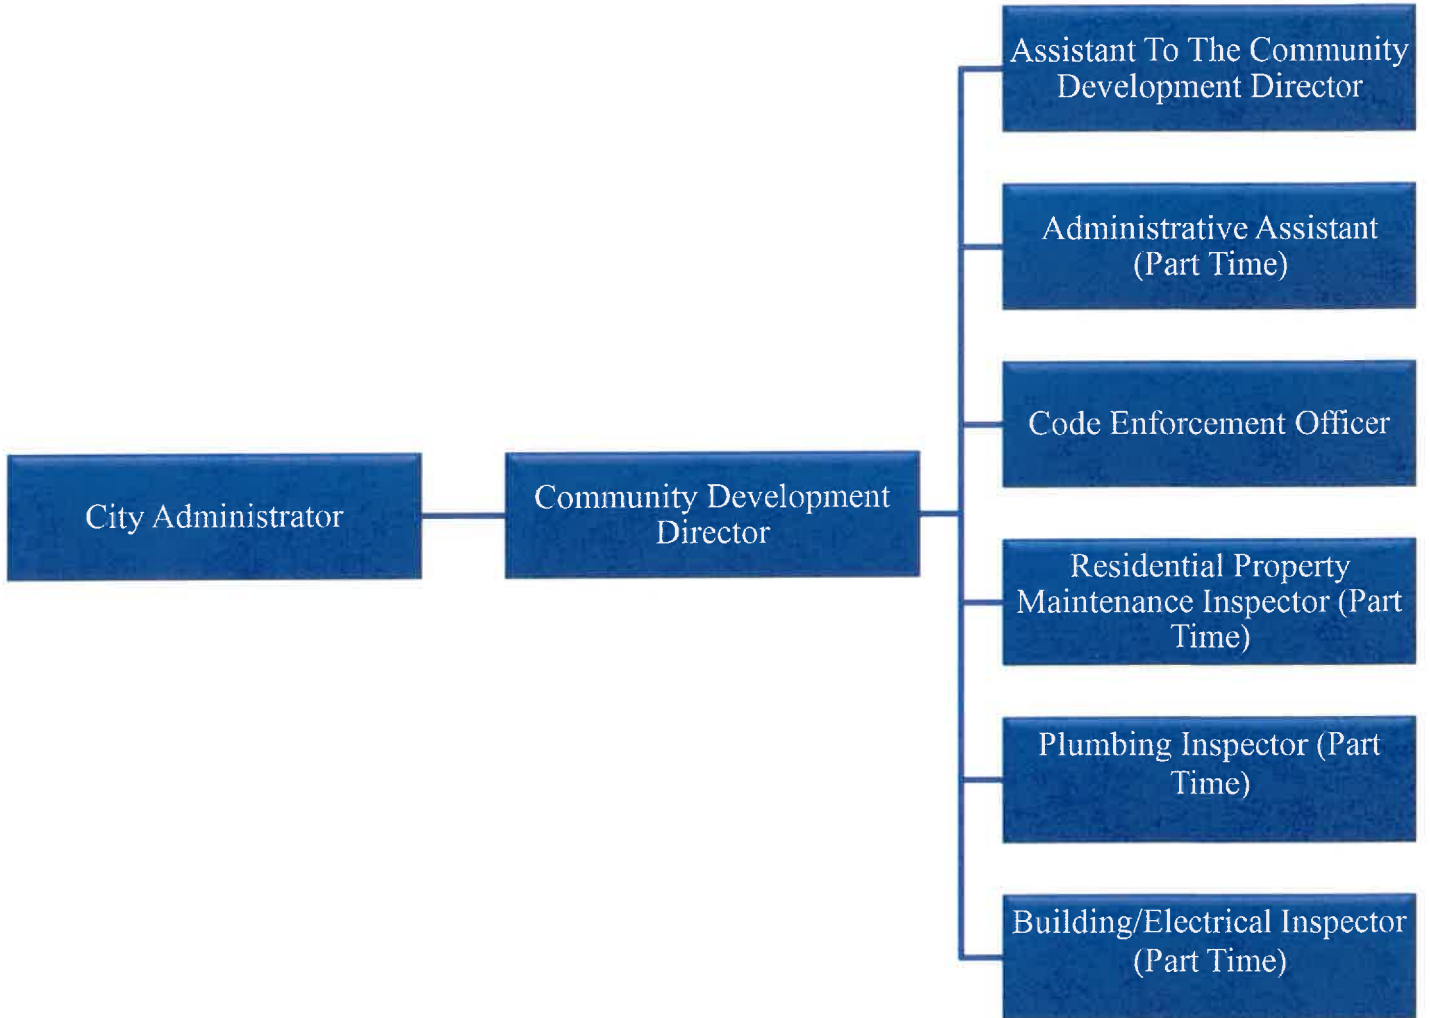 Assistant To The Community
Development Director
Administrative Assistant
(Part Time)
Code Enforcement Officer
City Administrator
Community Development
Director
Residential Property
Maintenance Inspector (Part
Time)
Plumbing Inspector (Part
Time)
Building/Electrical Inspector
(Part Time)